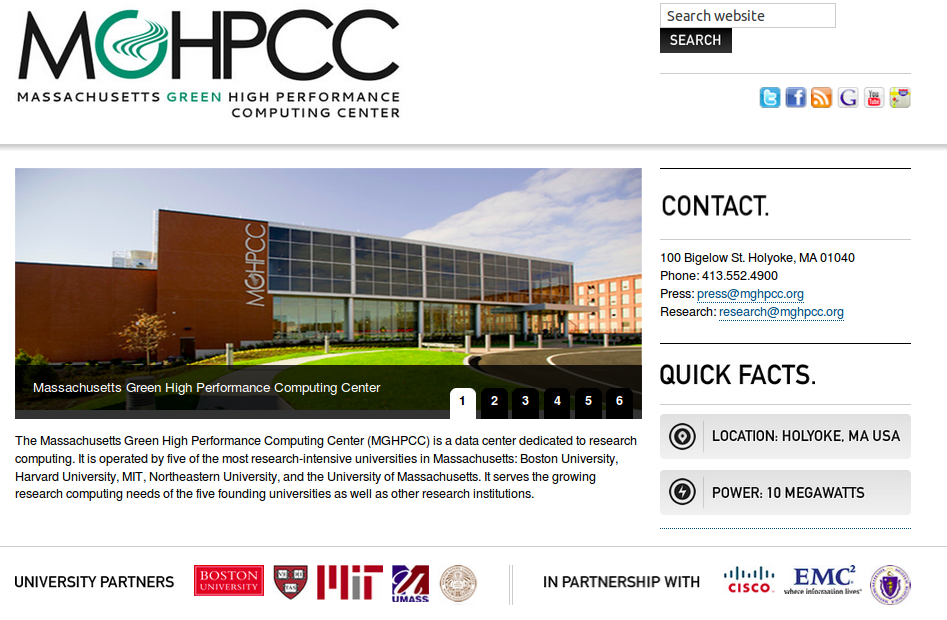 MGHPCC
MASSACHUSETTS GREEN HIGH PERFORMANCE
COMPUTING CENTER
Search website
SEARCH
You
Tube
MGHPCC
Massachusetts Green High Performance Computing Center
1 2 3 4 5 6
The Massachusetts Green High Performance Computing Center (MGHPCC) is a data center dedicated to research
computing. It is operated by five of the most research-intensive universities in Massachusetts: Boston University,
Harvard University, MIT, Northeastern University, and the University of Massachusetts. It serves the growing
research computing needs of the five founding universities as well as other research institutions.
CONTACT.
100 Bigelow St. Holyoke, MA 01040
Phone: 413.552.4900
Press: press@mghpcc.org
Research: research@mghpcc.org
QUICK FACTS.
LOCATION: HOLYOKE, MA USA
POWER: 10 MEGAWATTS
UNIVERSITY PARTNERS
BOSTON
UNIVERSITY
VE RI
TAS
MIT
UMASS
IN PARTNERSHIP WITH
CISCO
EMC²
where information lives®